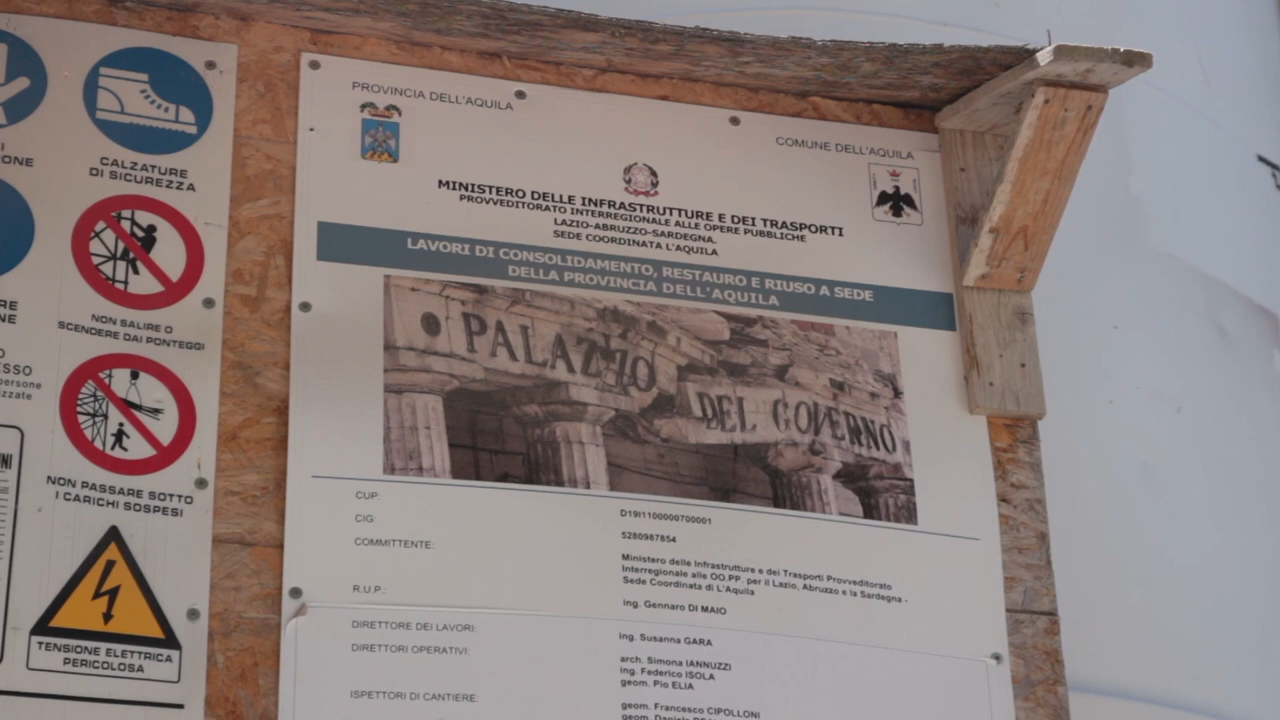 CALZATURE
DI SICUREZZA
NON SALIRE O
SCENDERE DAI PONTEGGI
NON PASSARE SOTTO
I CARICHI SOSPESI
TENSIONE ELETTRICA
PERICOLOSA
PROVINCIA DELL'AQUILA
COMUNE DELL'AQUILA
MINISTERO DELLE INFRASTRUTTURE E DEI TRASPORTI
PROVVEDITORATO INTERREGIONALE ALLE OPERE PUBBLICHE
LAZIO-ABRUZZO-SARDEGNA.
SEDE COORDINATA L'AQUILA
LAVORI DI CONSOLIDAMENTO, RESTAURO E RIUSO A SEDE
DELLA PROVINCIA DELL'AQUILA
PALAZZO
DEL GOVERNO
CUP: D19I1100000700001
CIG: 5280987854
COMMITTENTE: Ministero delle Infrastrutture e dei Trasporti Provveditorato
Interregionale alle OO.PP. per il Lazio, Abruzzo e la Sardegna -
Sede Coordinata di L'Aquila
R.U.P.: ing. Gennaro DI MAIO
DIRETTORE DEI LAVORI: ing. Susanna GARA
DIRETTORI OPERATIVI: arch. Simona IANNUZZI
ing. Federico ISOLA
geom. Pio ELIA
ISPETTORI DI CANTIERE: geom. Francesco CIPOLLONI